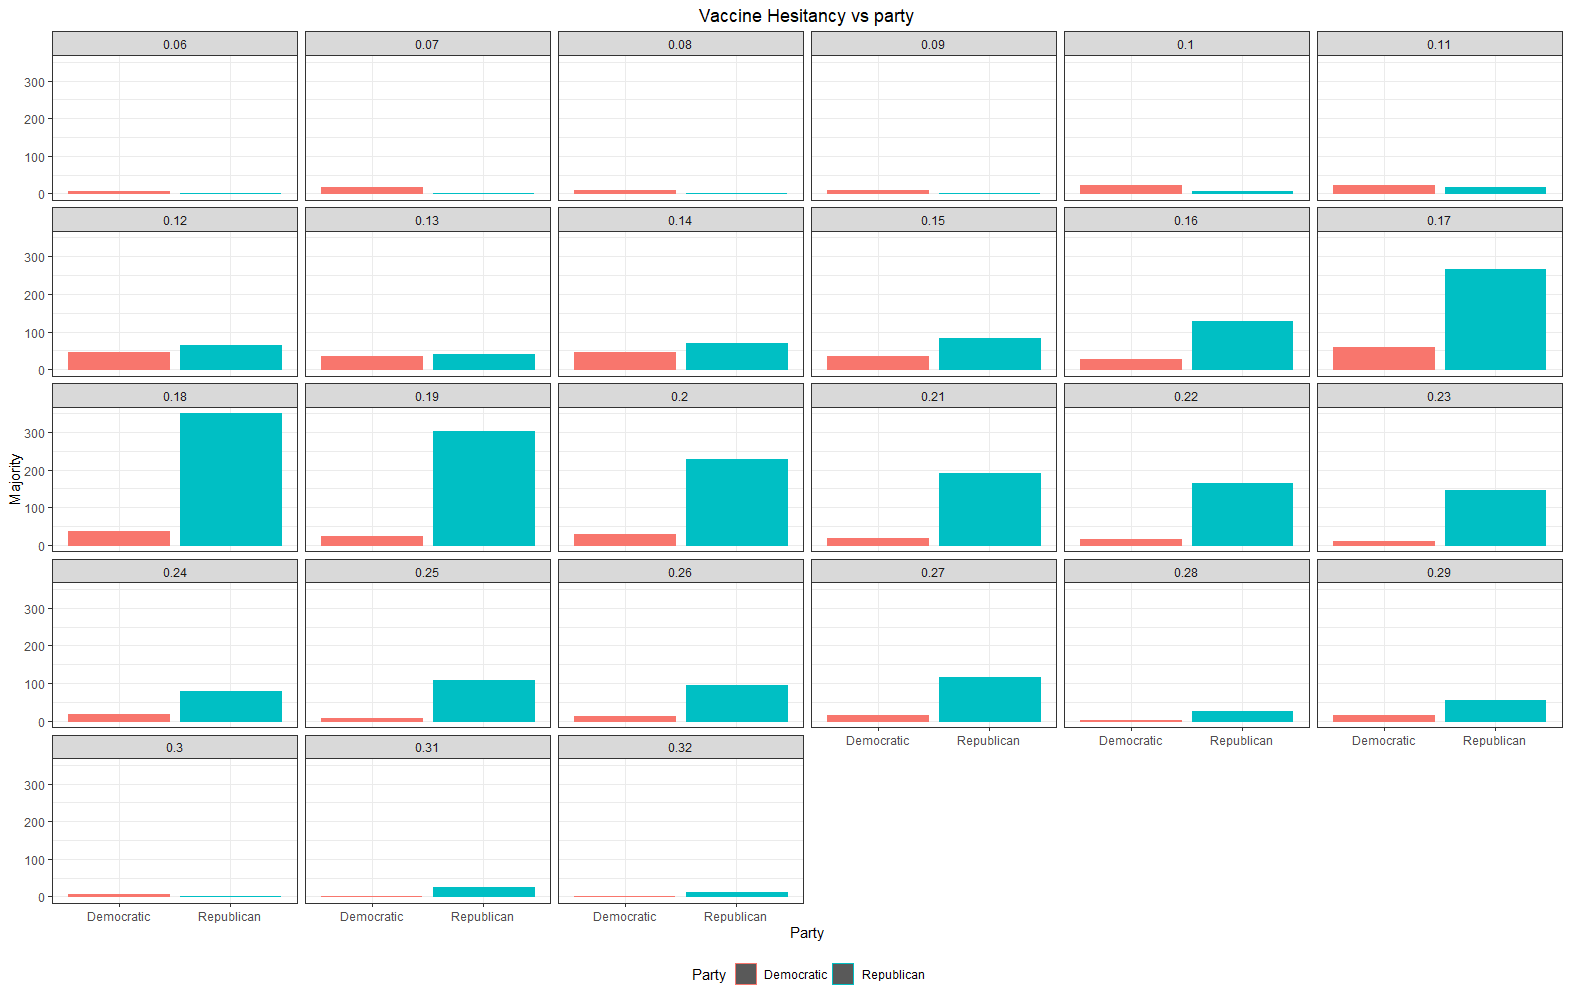 Vaccine Hesitancy vs party
0.06 0.07 0.08 0.09 0.1 0.11
300
200
100
0
0.12 0.13 0.14 0.15 0.16 0.17
300
200
100
0
0.18 0.19 0.2 0.21 0.22 0.23
300
200
100
0
Majority
0.24 0.25 0.26 0.27 0.28 0.29
300
200
100
0
Democratic Republican Democratic Republican Democratic Republican
0.3 0.31 0.32
300
200
100
0
Democratic Republican Democratic Republican Democratic Republican
Party
Party Democratic Republican